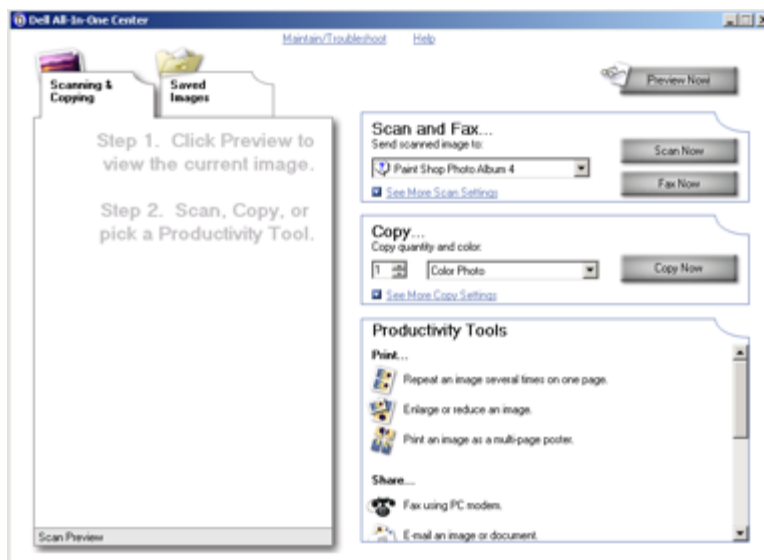 Dell All-In-One Center
Maintain/Troubleshoot Help
Scanning &
Copying
Saved
Images
Preview Now!
Step 1. Click Preview to
view the current image.
Step 2. Scan, Copy, or
pick a Productivity Tool.
Scan Preview
Scan and Fax...
Send scanned image to:
Paint Shop Photo Album 4
See More Scan Settings
Scan Now
Fax Now
Copy...
Copy quantity and color.
1 Color Photo
See More Copy Settings
Copy Now
Productivity Tools
Print...
Repeat an image several times on one page.
Enlarge or reduce an image.
Print an image as a multi-page poster.
Share...
Fax using PC modem.
E-mail an image or document.